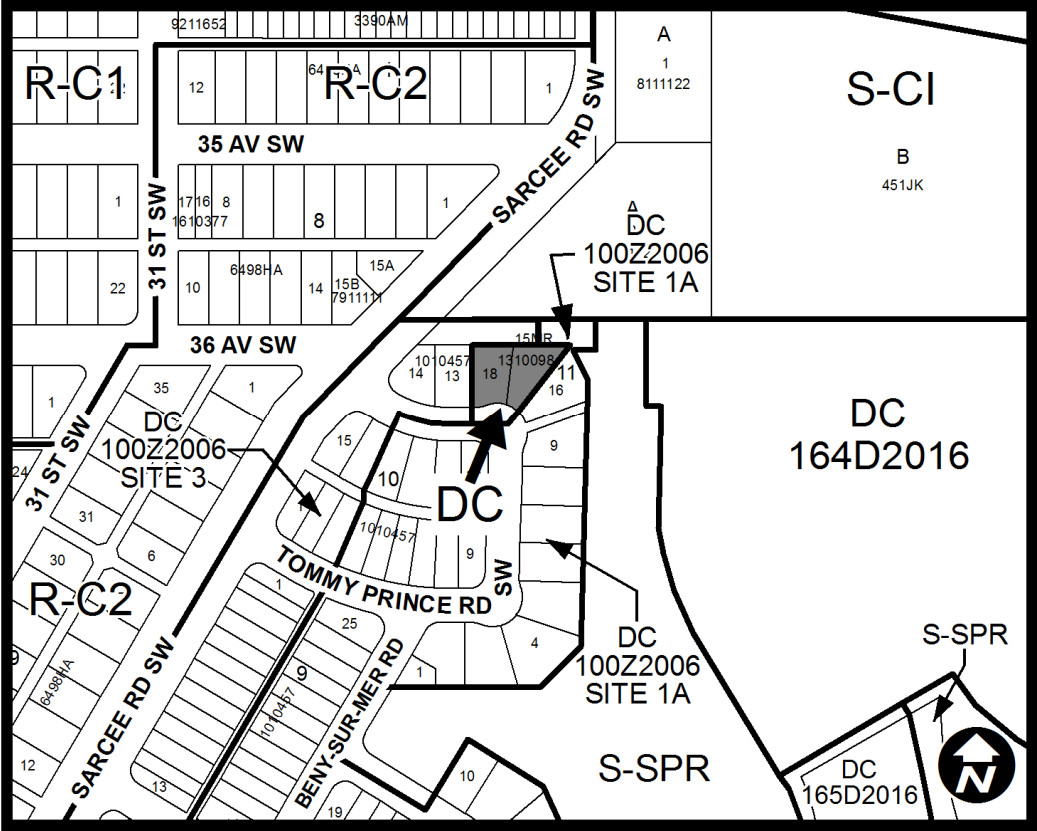 9211652
3390AM
R-C1
12
R-C2
1
A
1
8111122
S-CI
B
451JK
35 AV SW
SARCEE RD SW
1
17 16 8
1610377
8
1
31 ST SW
DC
100Z2006
SITE 1A
22
10
6498HA
14
15B
7911111
15A
36 AV SW
15MR
1010457
14
13
18
1310098
11
16
1
35
1
DC
100Z2006
SITE 3
15
10
9
DC
164D2016
24
31 ST SW
31
DC
1010457
9
30
6
TOMMY PRINCE RD SW
R-C2
1
25
4
DC
100Z2006
SITE 1A
S-SPR
9
6498HA
9
1010457
1
BENY-SUR-MER RD
SARCEE RD SW
12
13
19
10
S-SPR
DC
165D2016
N